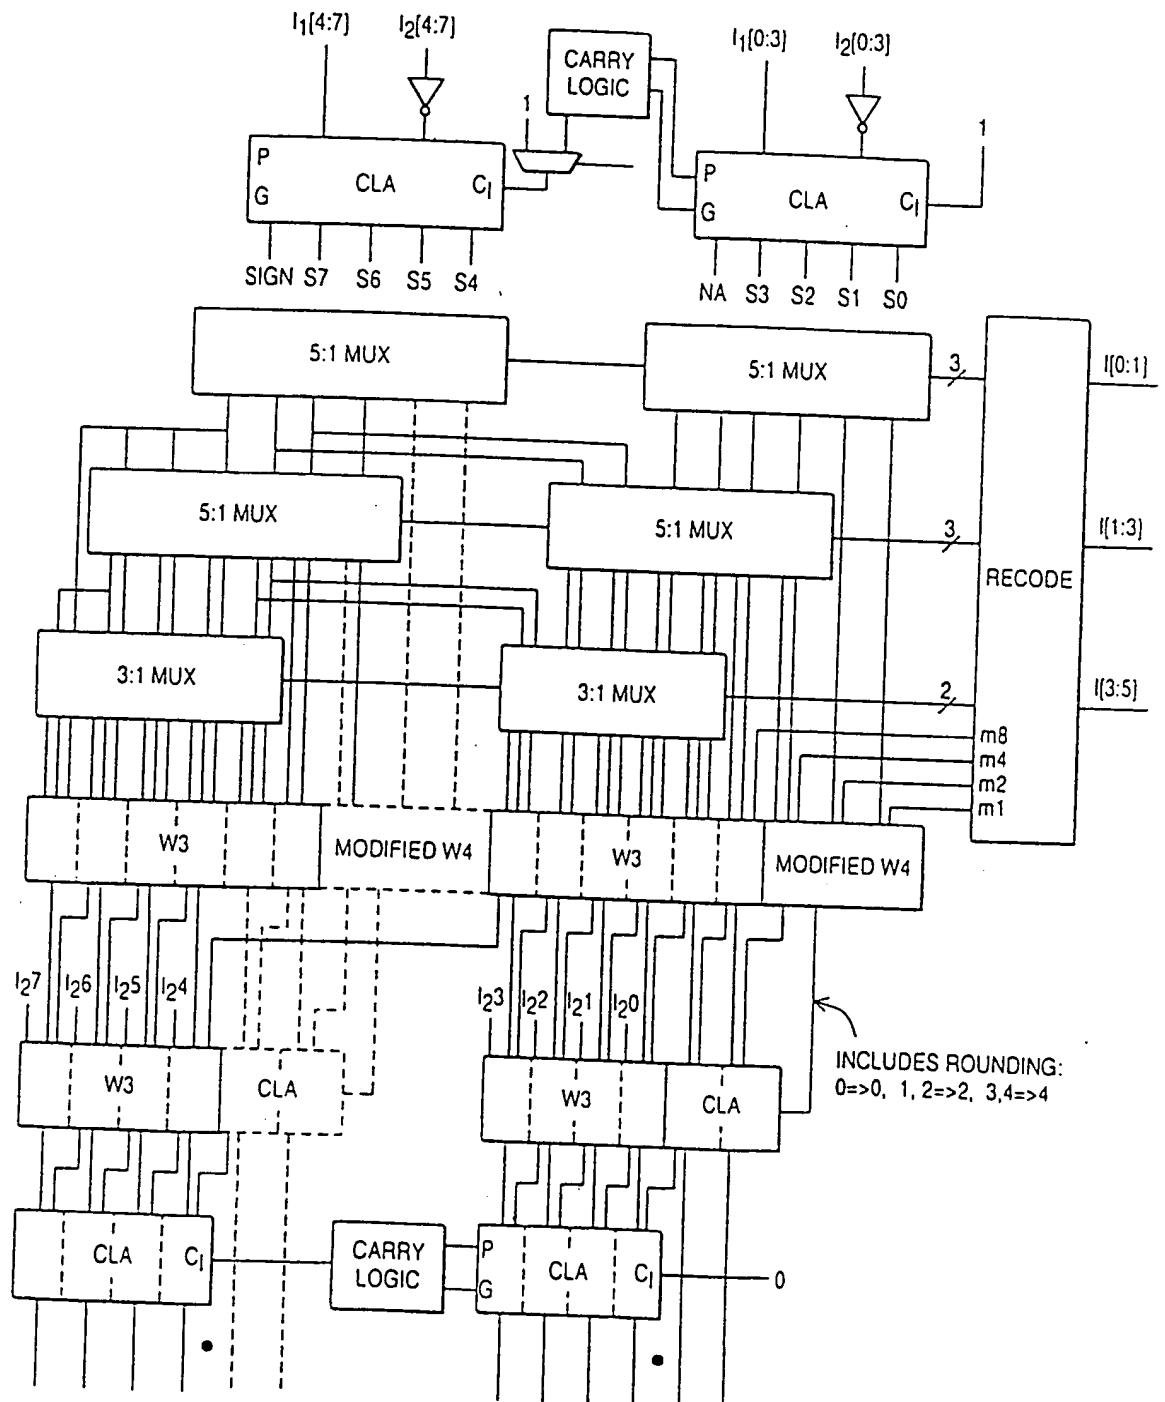 I1[4:7] I2[4:7] I1[0:3] I2[0:3]
CARRY
LOGIC
1
1
P
G
CLA
CI
P
G
CLA
CI
SIGN S7 S6 S5 S4
NA S3 S2 S1 S0
5:1 MUX
5:1 MUX
3
I[0:1]
5:1 MUX
5:1 MUX
3
I[1:3]
RECODE
3:1 MUX
3:1 MUX
2
I[3:5]
m8
m4
m2
m1
W3
MODIFIED W4
W3
MODIFIED W4
I27 I26 I25 I24
I23 I22 I21 I20
INCLUDES ROUNDING:
0=>0, 1, 2=>2, 3,4=>4
W3
CLA
W3
CLA
CLA
CI
CARRY
LOGIC
P
G
CLA
CI
0